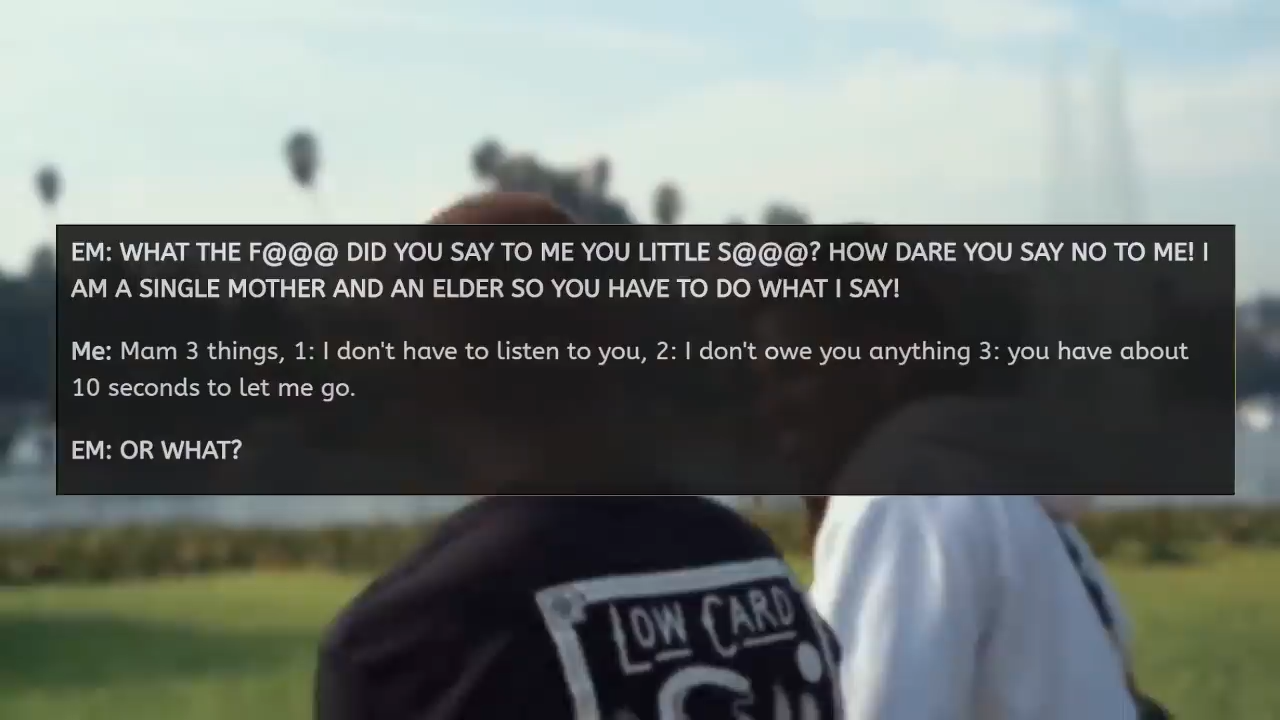 EM: WHAT THE F@@@ DID YOU SAY TO ME YOU LITTLE S@@@? HOW DARE YOU SAY NO TO ME! I
AM A SINGLE MOTHER AND AN ELDER SO YOU HAVE TO DO WHAT I SAY!
Me: Mam 3 things, 1: I don't have to listen to you, 2: I don't owe you anything 3: you have about
10 seconds to let me go.
EM: OR WHAT?
LOW CARD